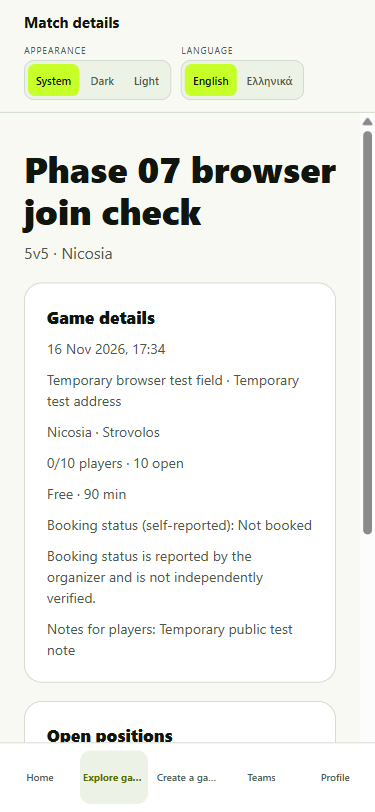 Match details
APPEARANCE
LANGUAGE
System
Dark
Light
English
Ελληνικά
Phase 07 browser
join check
5v5 · Nicosia
Game details
16 Nov 2026, 17:34
Temporary browser test field · Temporary
test address
Nicosia · Strovolos
0/10 players · 10 open
Free · 90 min
Booking status (self-reported): Not booked
Booking status is reported by the
organizer and is not independently
verified.
Notes for players: Temporary public test
note
Open positions
Home
Explore ga...
Create a ga...
Teams
Profile